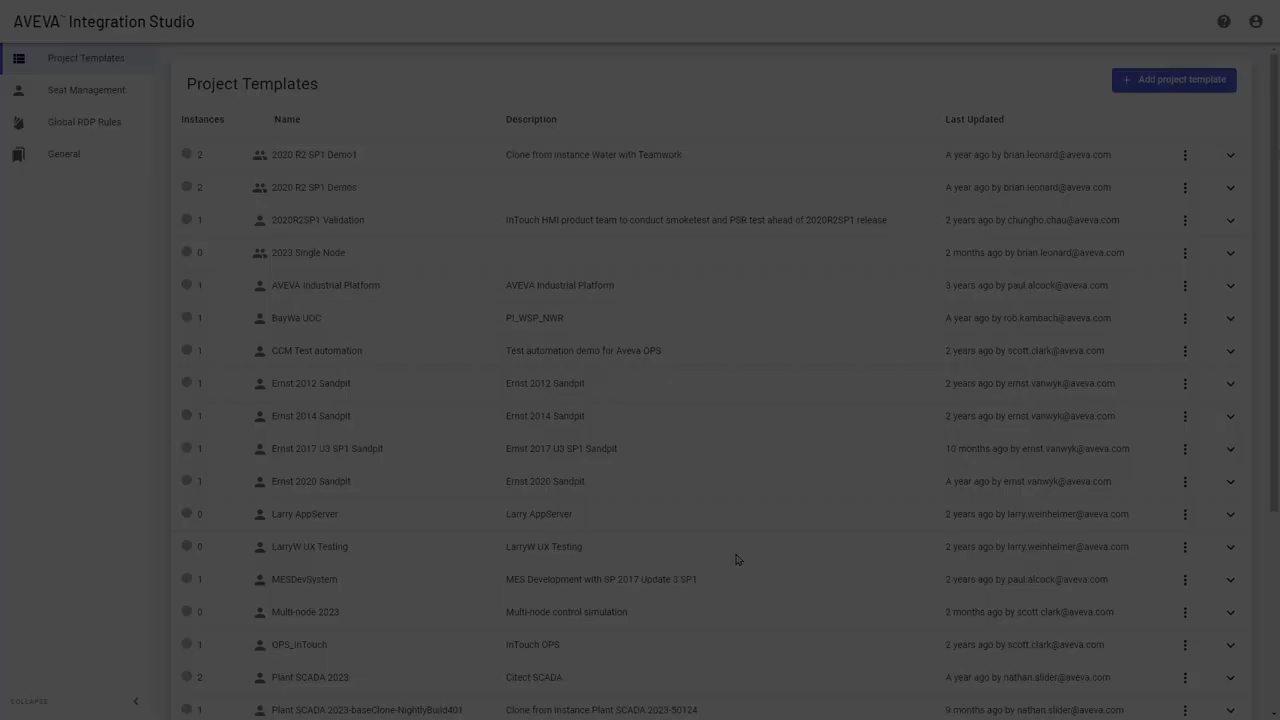 AVEVA™ Integration Studio
Project Templates
Seat Management
Global RDP Rules
General
COLLAPSE
Project Templates
+ Add project template
Instances Name Description Last Updated
2 2020 R2 SP1 Demo1 Clone from instance Water with Teamwork A year ago by brian.leonard@aveva.com
2 2020 R2 SP1 Demos A year ago by brian.leonard@aveva.com
1 2020R2SP1 Validation InTouch HMI product team to conduct smoketest and PSR test ahead of 2020R2SP1 release 2 years ago by chungho.chau@aveva.com
0 2023 Single Node 2 months ago by brian.leonard@aveva.com
1 AVEVA Industrial Platform AVEVA Industrial Platform 3 years ago by paul.alcock@aveva.com
1 BayWa UOC PI_WSP_NWR A year ago by rob.kambach@aveva.com
1 CCM Test automation Test automation demo for Aveva OPS 2 years ago by scott.clark@aveva.com
1 Ernst 2012 Sandpit Ernst 2012 Sandpit 2 years ago by ernst.vanwyk@aveva.com
1 Ernst 2014 Sandpit Ernst 2014 Sandpit 2 years ago by ernst.vanwyk@aveva.com
1 Ernst 2017 U3 SP1 Sandpit Ernst 2017 U3 SP1 Sandpit 10 months ago by ernst.vanwyk@aveva.com
1 Ernst 2020 Sandpit Ernst 2020 Sandpit A year ago by ernst.vanwyk@aveva.com
0 Larry AppServer Larry AppServer 2 years ago by larry.weinheimer@aveva.com
0 LarryW UX Testing LarryW UX Testing 2 years ago by larry.weinheimer@aveva.com
1 MESDevSystem MES Development with SP 2017 Update 3 SP1 2 years ago by paul.alcock@aveva.com
0 Multi-node 2023 Multi-node control simulation 2 months ago by scott.clark@aveva.com
1 OPS_InTouch InTouch OPS 2 years ago by scott.clark@aveva.com
2 Plant SCADA 2023 Citect SCADA A year ago by nathan.slider@aveva.com
1 Plant SCADA 2023-baseClone-NightlyBuild401 Clone from instance Plant SCADA 2023-50124 9 months ago by nathan.slider@aveva.com